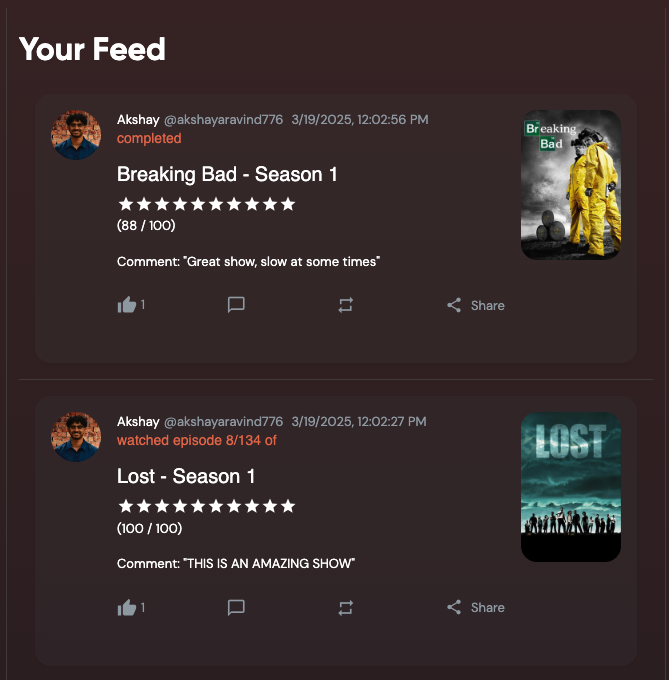 Your Feed
Akshay @akshayaravind776 3/19/2025, 12:02:56 PM
completed
Breaking Bad - Season 1
(88 / 100)
Comment: "Great show, slow at some times"
1 Share
Breaking
Bad
Akshay @akshayaravind776 3/19/2025, 12:02:27 PM
watched episode 8/134 of
Lost - Season 1
(100 / 100)
Comment: "THIS IS AN AMAZING SHOW"
1 Share
LOST